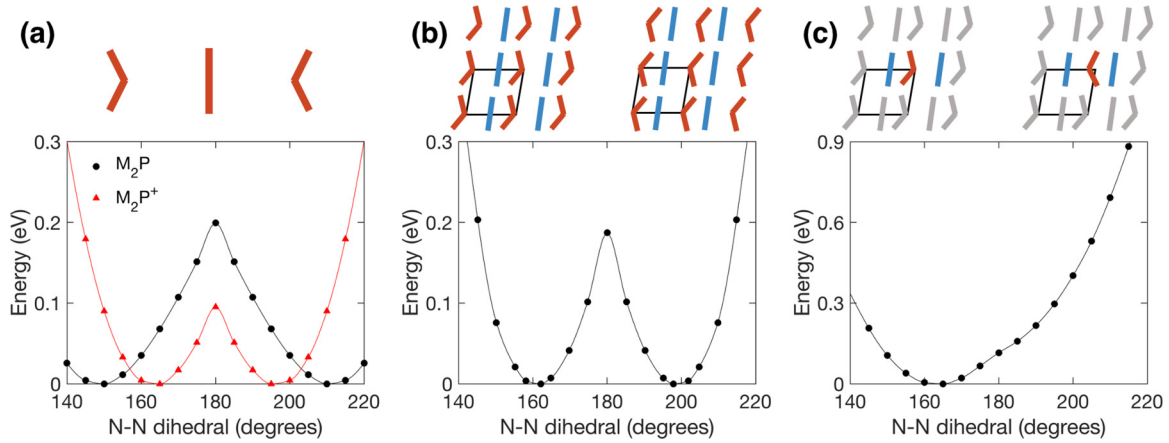 (a)
(b)
(c)
0.3
0.2
0.1
0
Energy (eV)
M₂P
M₂P⁺
140 160 180 200 220
N-N dihedral (degrees)
0.3
0.2
0.1
0
Energy (eV)
140 160 180 200 220
N-N dihedral (degrees)
0.9
0.6
0.3
0
Energy (eV)
140 160 180 200 220
N-N dihedral (degrees)